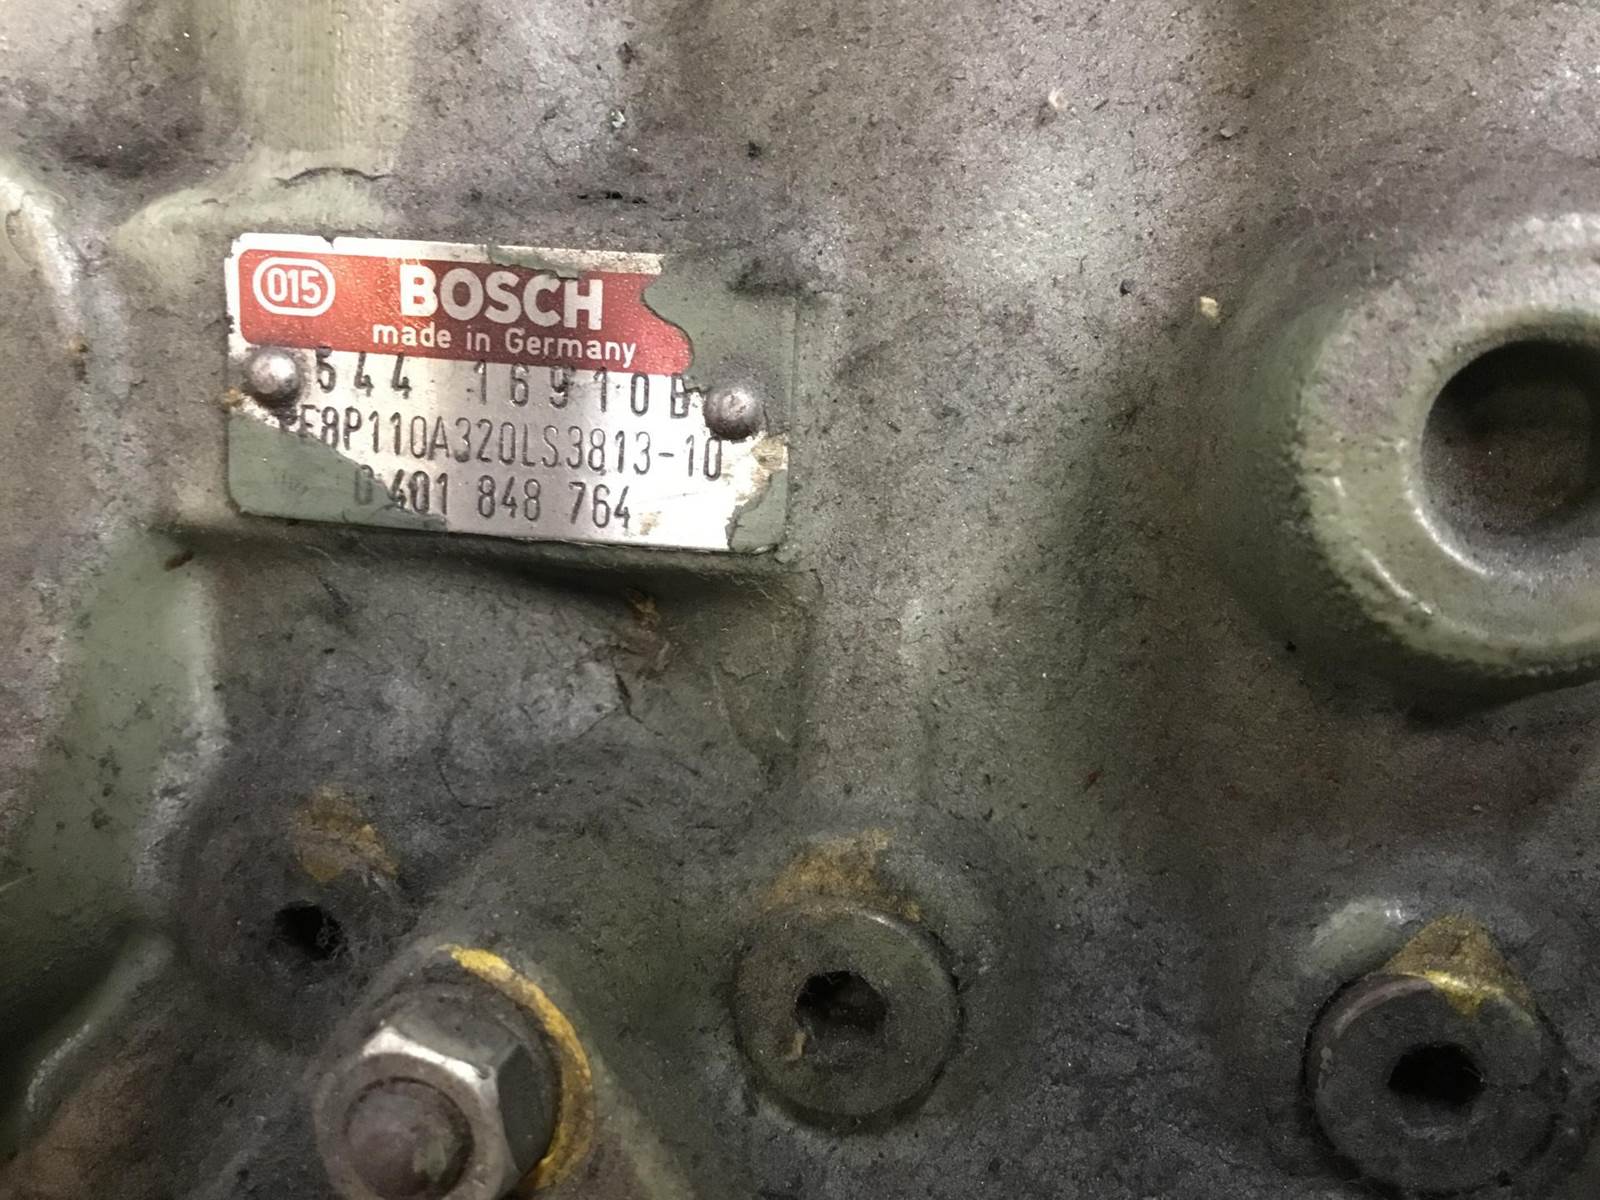 015 BOSCH
made in Germany
544 16910B
PE8P110A320LS3813-10
0 401 848 764